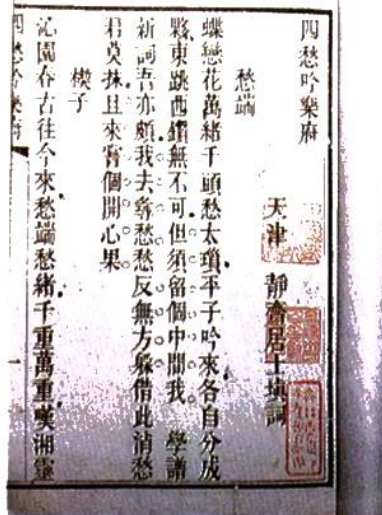 四愁吟樂府
天津 靜齋居士填詞
愁端
蝶戀花萬緒千頭愁太瑣平子吟來各自分成
夥東跳西鑽無不可但須留個中間我 學譜
新詞吾亦頗我去尋愁愁反無方躱借此消愁
君莫抹且來嘗個開心果
楔子
沁園春古往今來愁端愁緒千重萬重嘆湘靈
四愁吟樂府
一